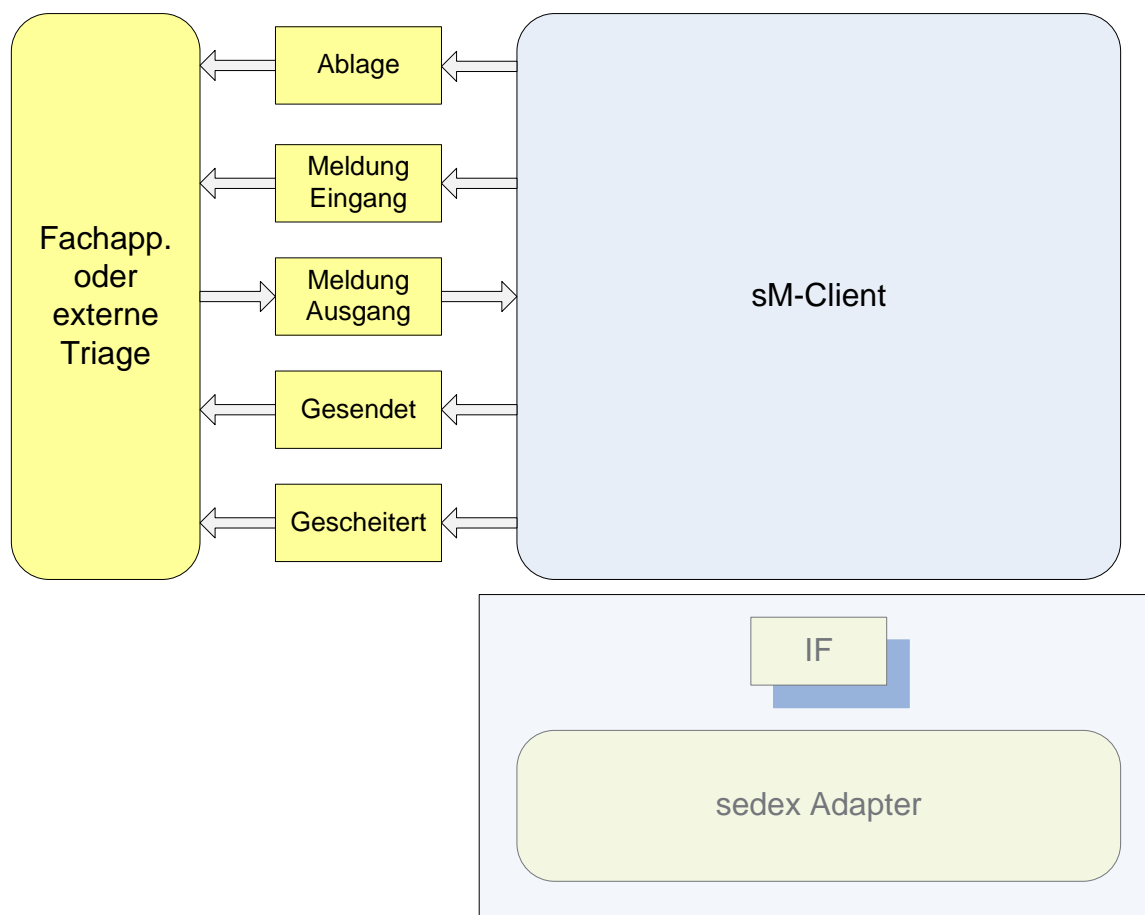 Ablage
Meldung
Eingang
Fachapp.
oder
externe
Triage
Meldung
Ausgang
sM-Client
Gesendet
Gescheitert
IF
sedex Adapter